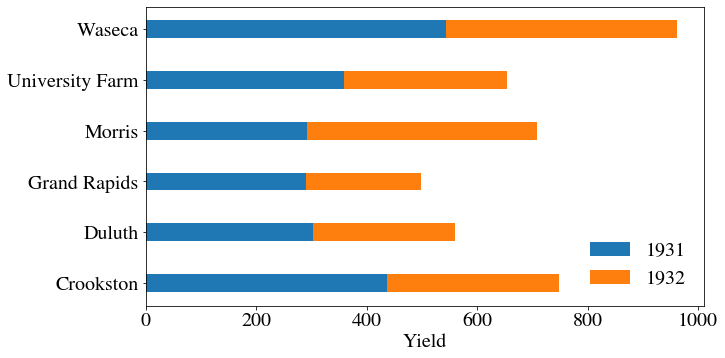 Waseca
University Farm
Morris
Grand Rapids
Duluth
Crookston
1931
1932
0 200 400 600 800 1000
Yield